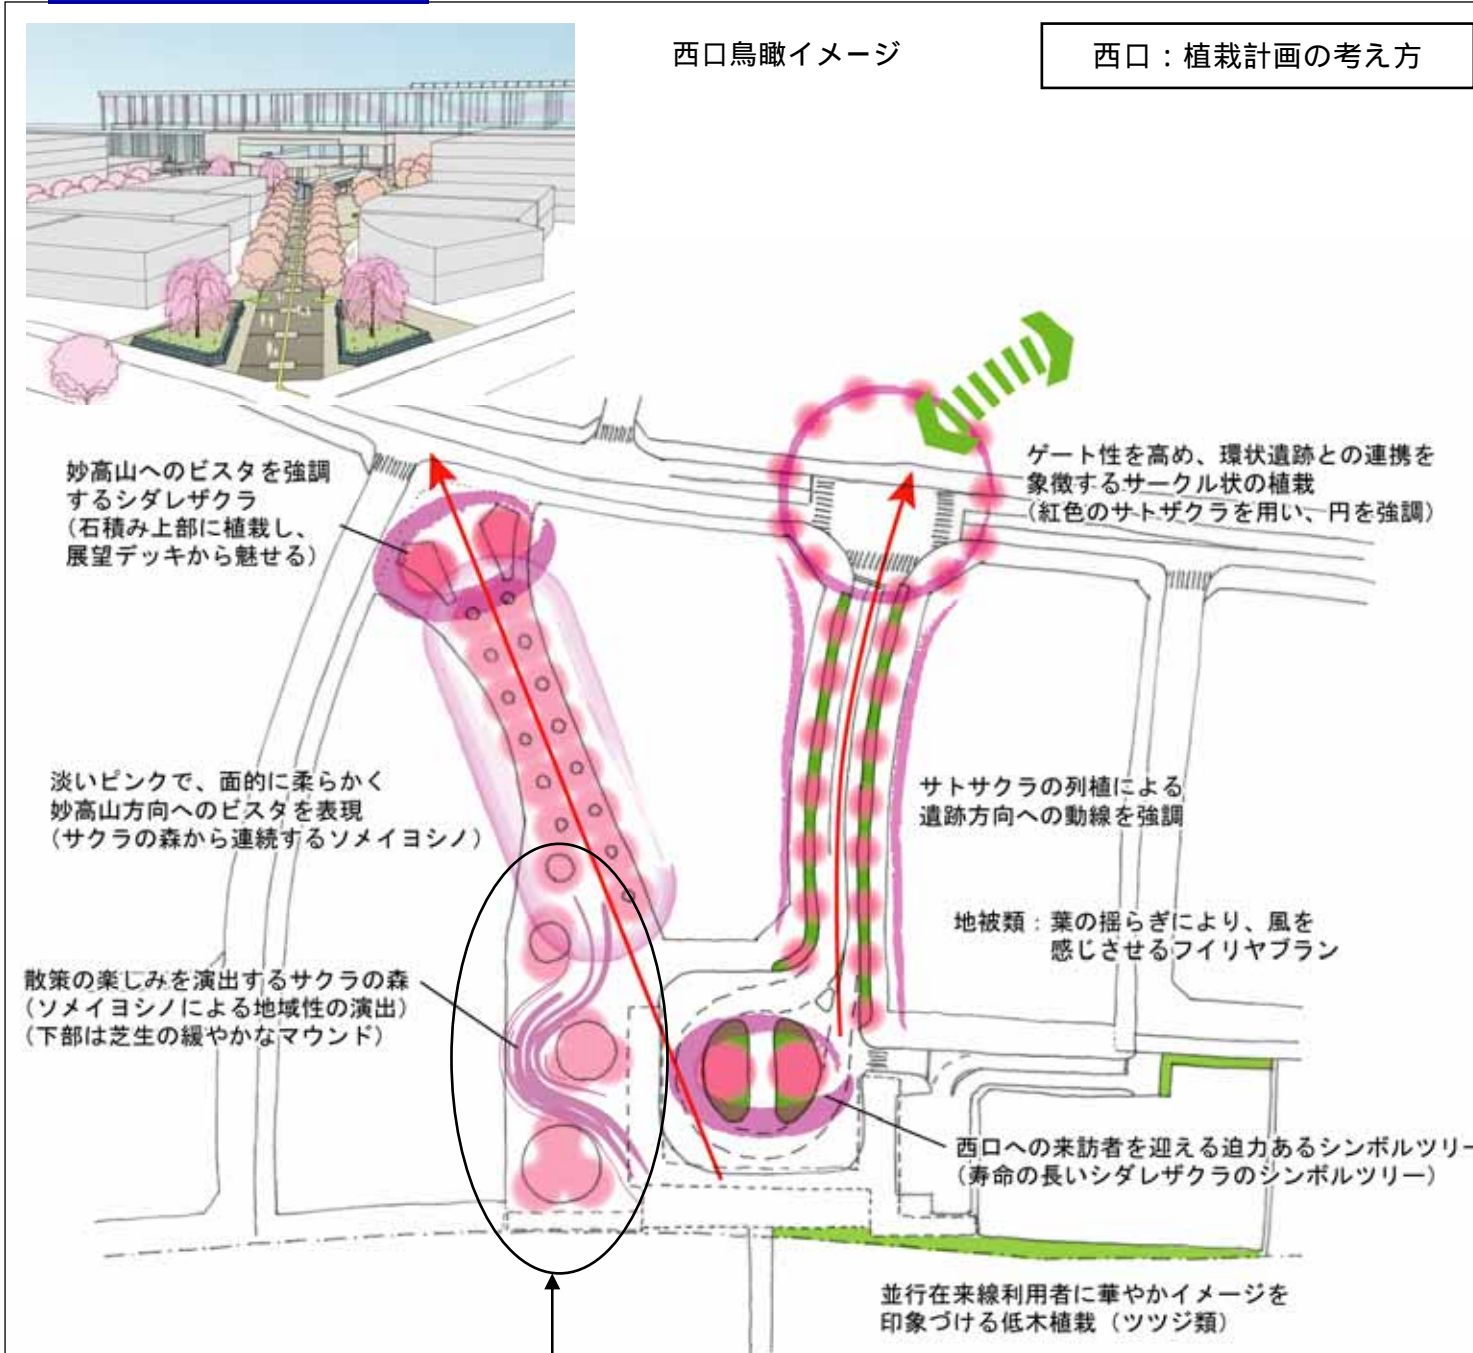 西口鳥瞰イメージ
西口：植栽計画の考え方
妙高山へのビスタを強調
するシダレザクラ
（石積み上部に植栽し、
展望デッキから魅せる）
ゲート性を高め、環状遺跡との連携を
象徴するサークル状の植栽
（紅色のサトザクラを用い、円を強調）
淡いピンクで、面的に柔らかく
妙高山方向へのビスタを表現
（サクラの森から連続するソメイヨシノ）
サトサクラの列植による
遺跡方向への動線を強調
地被類：葉の揺らぎにより、風を
感じさせるフイリヤブラン
散策の楽しみを演出するサクラの森
（ソメイヨシノによる地域性の演出）
（下部は芝生の緩やかなマウンド）
西口への来訪者を迎える迫力あるシンボルツリー
（寿命の長いシダレザクラのシンボルツリー）
並行在来線利用者に華やかイメージを
印象づける低木植栽（ツツジ類）